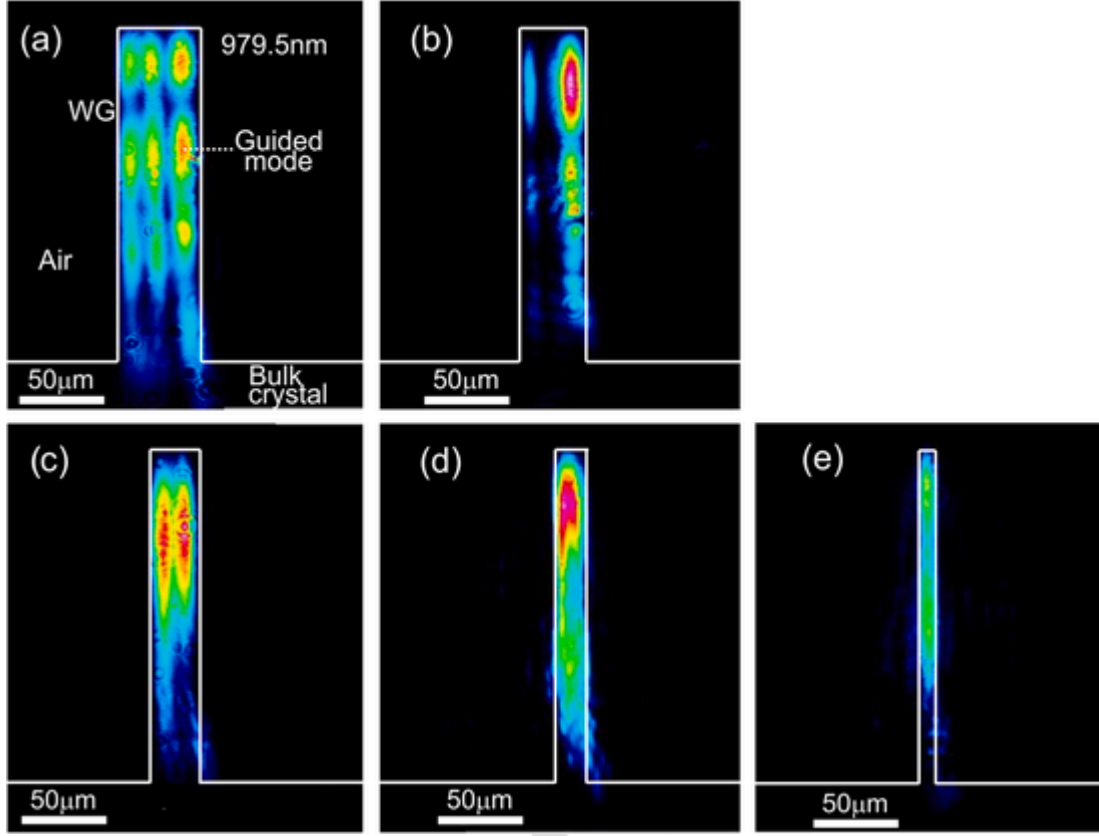 (a)
979.5nm
WG
Guided
mode
Air
50μm
Bulk
crystal
(b)
50μm
(c)
50μm
(d)
50μm
(e)
50μm